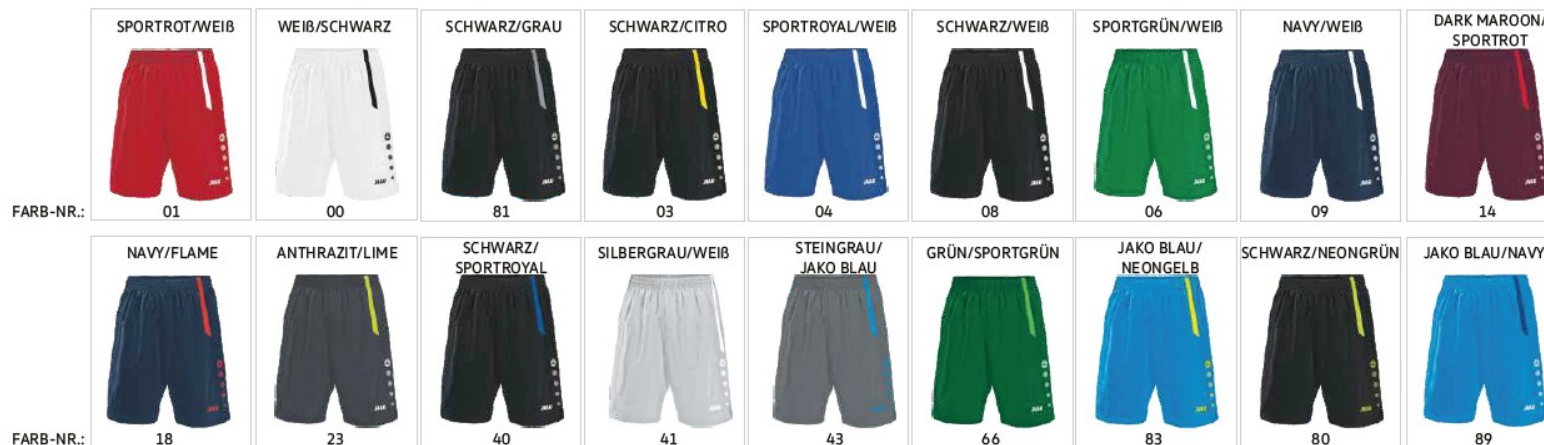 SPORTROT/WEIß
WEIß/SCHWARZ
SCHWARZ/GRAU
SCHWARZ/CITRO
SPORTROYAL/WEIß
SCHWARZ/WEIß
SPORTGRÜN/WEIß
NAVY/WEIß
DARK MAROON/
SPORTROT
FARB-NR.:
01
00
81
03
04
08
06
09
14
NAVY/FLAME
ANTHRAZIT/LIME
SCHWARZ/
SPORTROYAL
SILBERGRAU/WEIß
STEINGRAU/
JAKO BLAU
GRÜN/SPORTGRÜN
JAKO BLAU/
NEONGELB
SCHWARZ/NEONGRÜN
JAKO BLAU/NAVY
FARB-NR.:
18
23
40
41
43
66
83
80
89